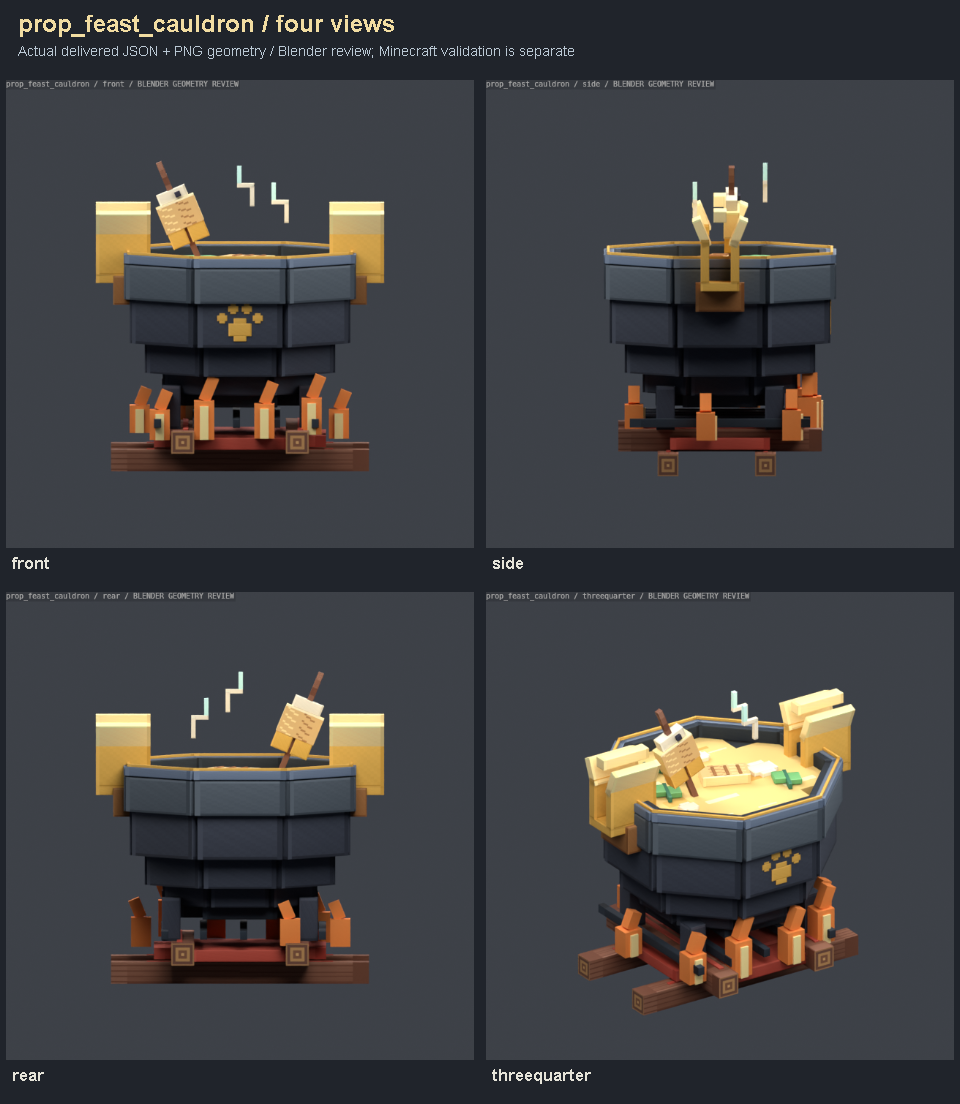 prop_feast_cauldron / four views
Actual delivered JSON + PNG geometry / Blender review; Minecraft validation is separate
prop_feast_cauldron / front / BLENDER GEOMETRY REVIEW
prop_feast_cauldron / side / BLENDER GEOMETRY REVIEW
front
side
prop_feast_cauldron / rear / BLENDER GEOMETRY REVIEW
prop_feast_cauldron / threequarter / BLENDER GEOMETRY REVIEW
rear
threequarter